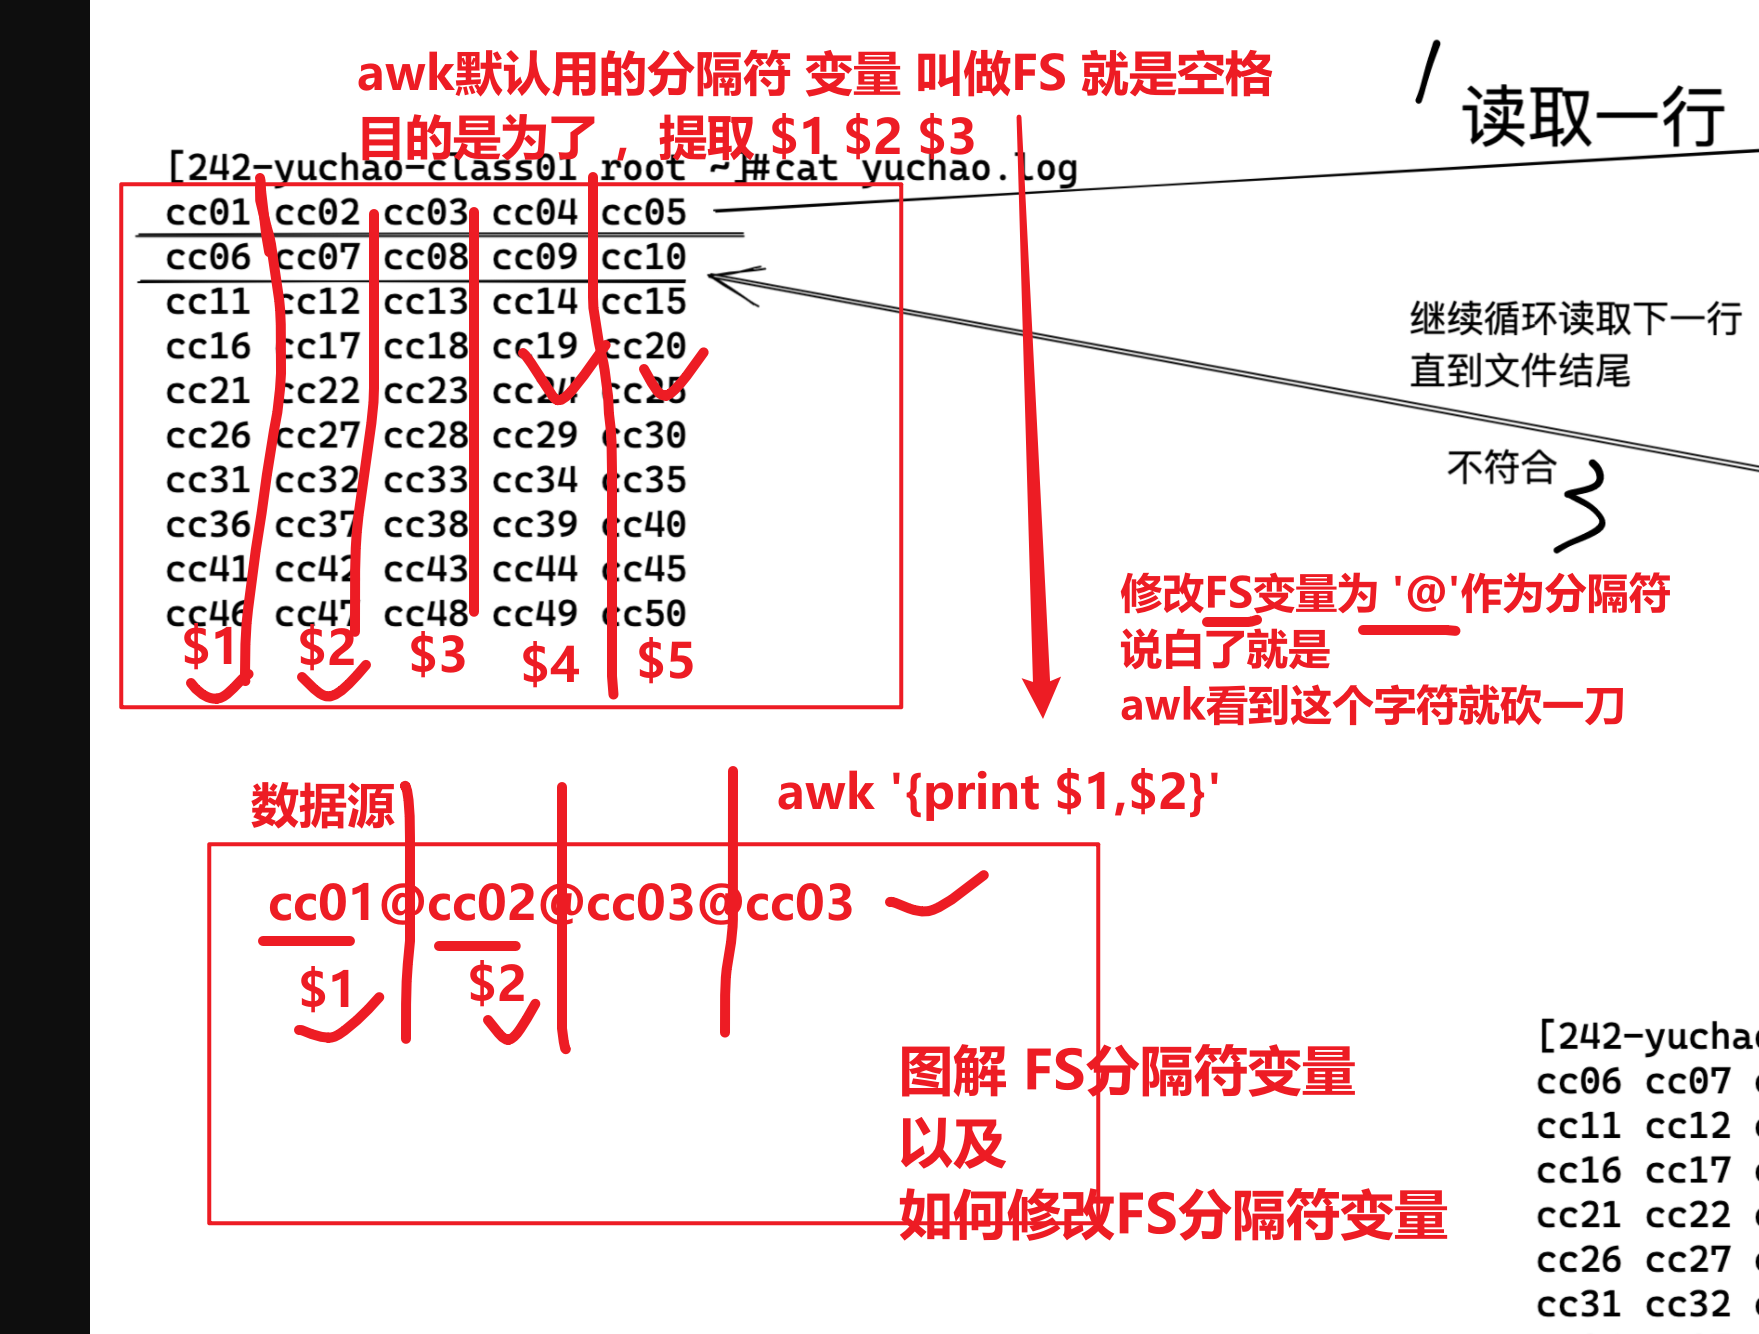 awk默认用的分隔符 变量 叫做FS 就是空格
目的是为了 ， 提取 $1 $2 $3
[242-yuchao-class01 root ~]#cat yuchao.log
cc01 cc02 cc03 cc04 cc05
cc06 cc07 cc08 cc09 cc10
cc11 cc12 cc13 cc14 cc15
cc16 cc17 cc18 cc19 cc20
cc21 cc22 cc23 cc24 cc25
cc26 cc27 cc28 cc29 cc30
cc31 cc32 cc33 cc34 cc35
cc36 cc37 cc38 cc39 cc40
cc41 cc42 cc43 cc44 cc45
cc46 cc47 cc48 cc49 cc50
$1 $2 $3 $4 $5
读取一行
继续循环读取下一行
直到文件结尾
不符合
修改FS变量为 '@'作为分隔符
说白了就是
awk看到这个字符就砍一刀
数据源
awk '{print $1,$2}'
cc01@cc02@cc03@cc03
$1 $2
图解 FS分隔符变量
以及
如何修改FS分隔符变量
[242-yucha
cc06 cc07
cc11 cc12
cc16 cc17
cc21 cc22
cc26 cc27
cc31 cc32